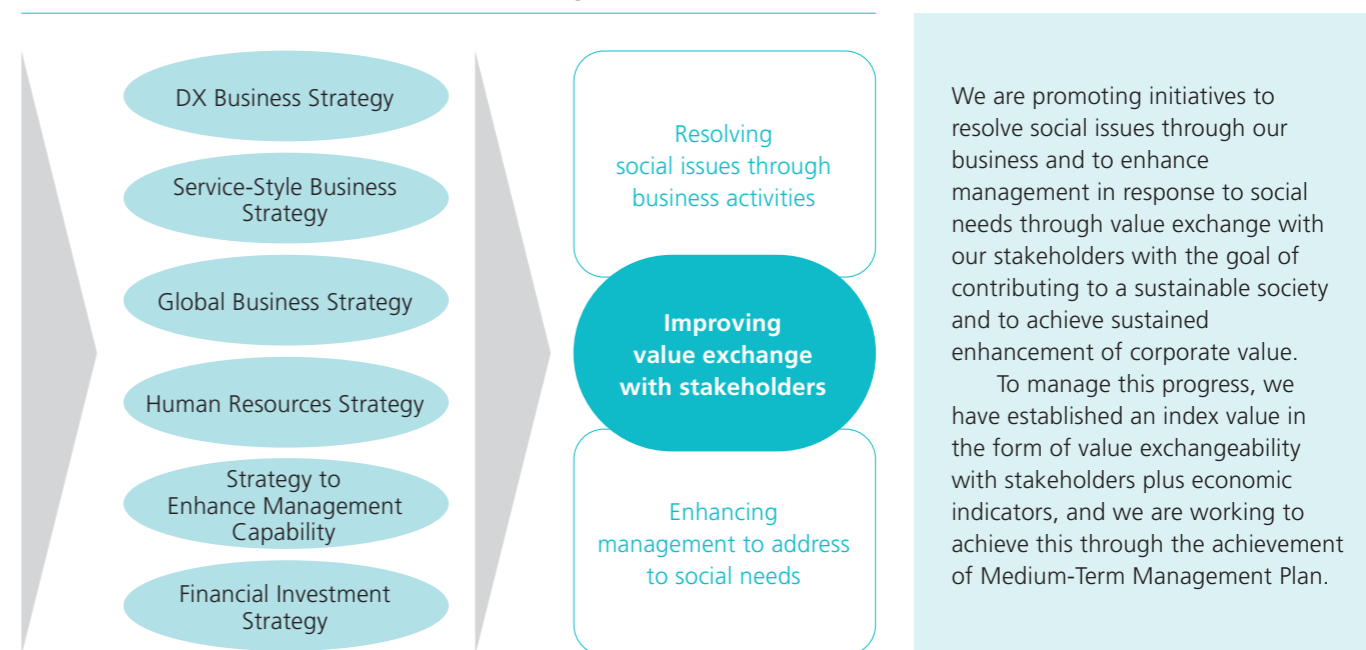 DX Business Strategy
Service-Style Business
Strategy
Global Business Strategy
Human Resources Strategy
Strategy to
Enhance Management
Capability
Financial Investment
Strategy
Resolving
social issues through
business activities
Improving
value exchange
with stakeholders
Enhancing
management to address
to social needs
We are promoting initiatives to
resolve social issues through our
business and to enhance
management in response to social
needs through value exchange with
our stakeholders with the goal of
contributing to a sustainable society
and to achieve sustained
enhancement of corporate value.
To manage this progress, we
have established an index value in
the form of value exchangeability
with stakeholders plus economic
indicators, and we are working to
achieve this through the achievement
of Medium-Term Management Plan.